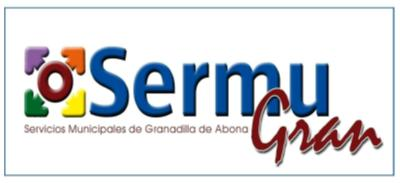 Sermu
Servicios Municipales de Granadilla de Abona
Gran